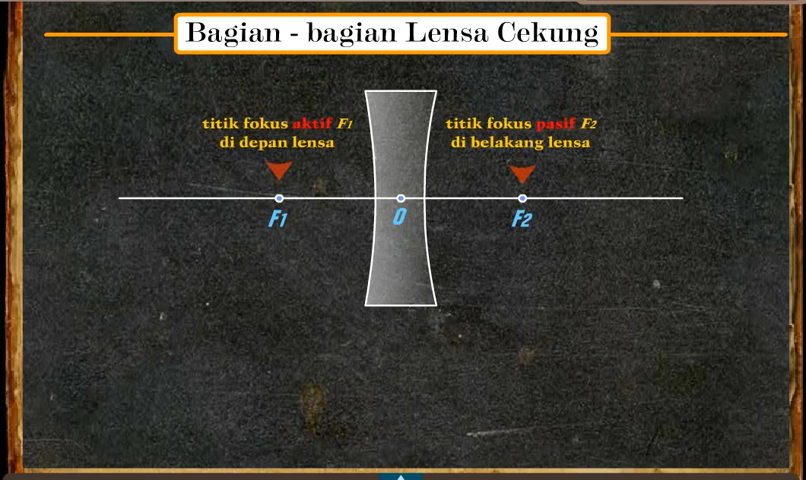 Bagian - bagian Lensa Cekung
titik fokus aktif F1
di depan lensa
titik fokus pasif F2
di belakang lensa
F1
O
F2